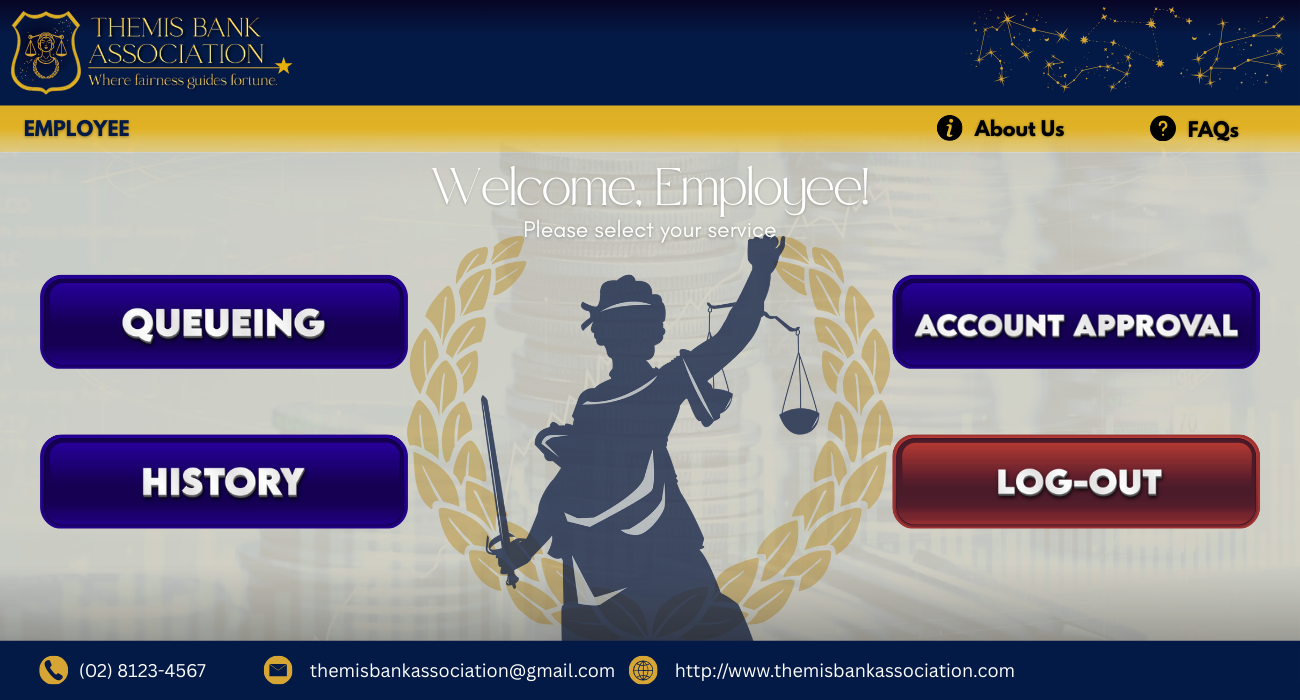 THEMIS BANK
ASSOCIATION
Where fairness guides fortune.
EMPLOYEE
About Us
FAQs
Welcome, Employee!
Please select your service
QUEUEING
ACCOUNT APPROVAL
HISTORY
LOG-OUT
(02) 8123-4567
themisbankassociation@gmail.com
http://www.themisbankassociation.com